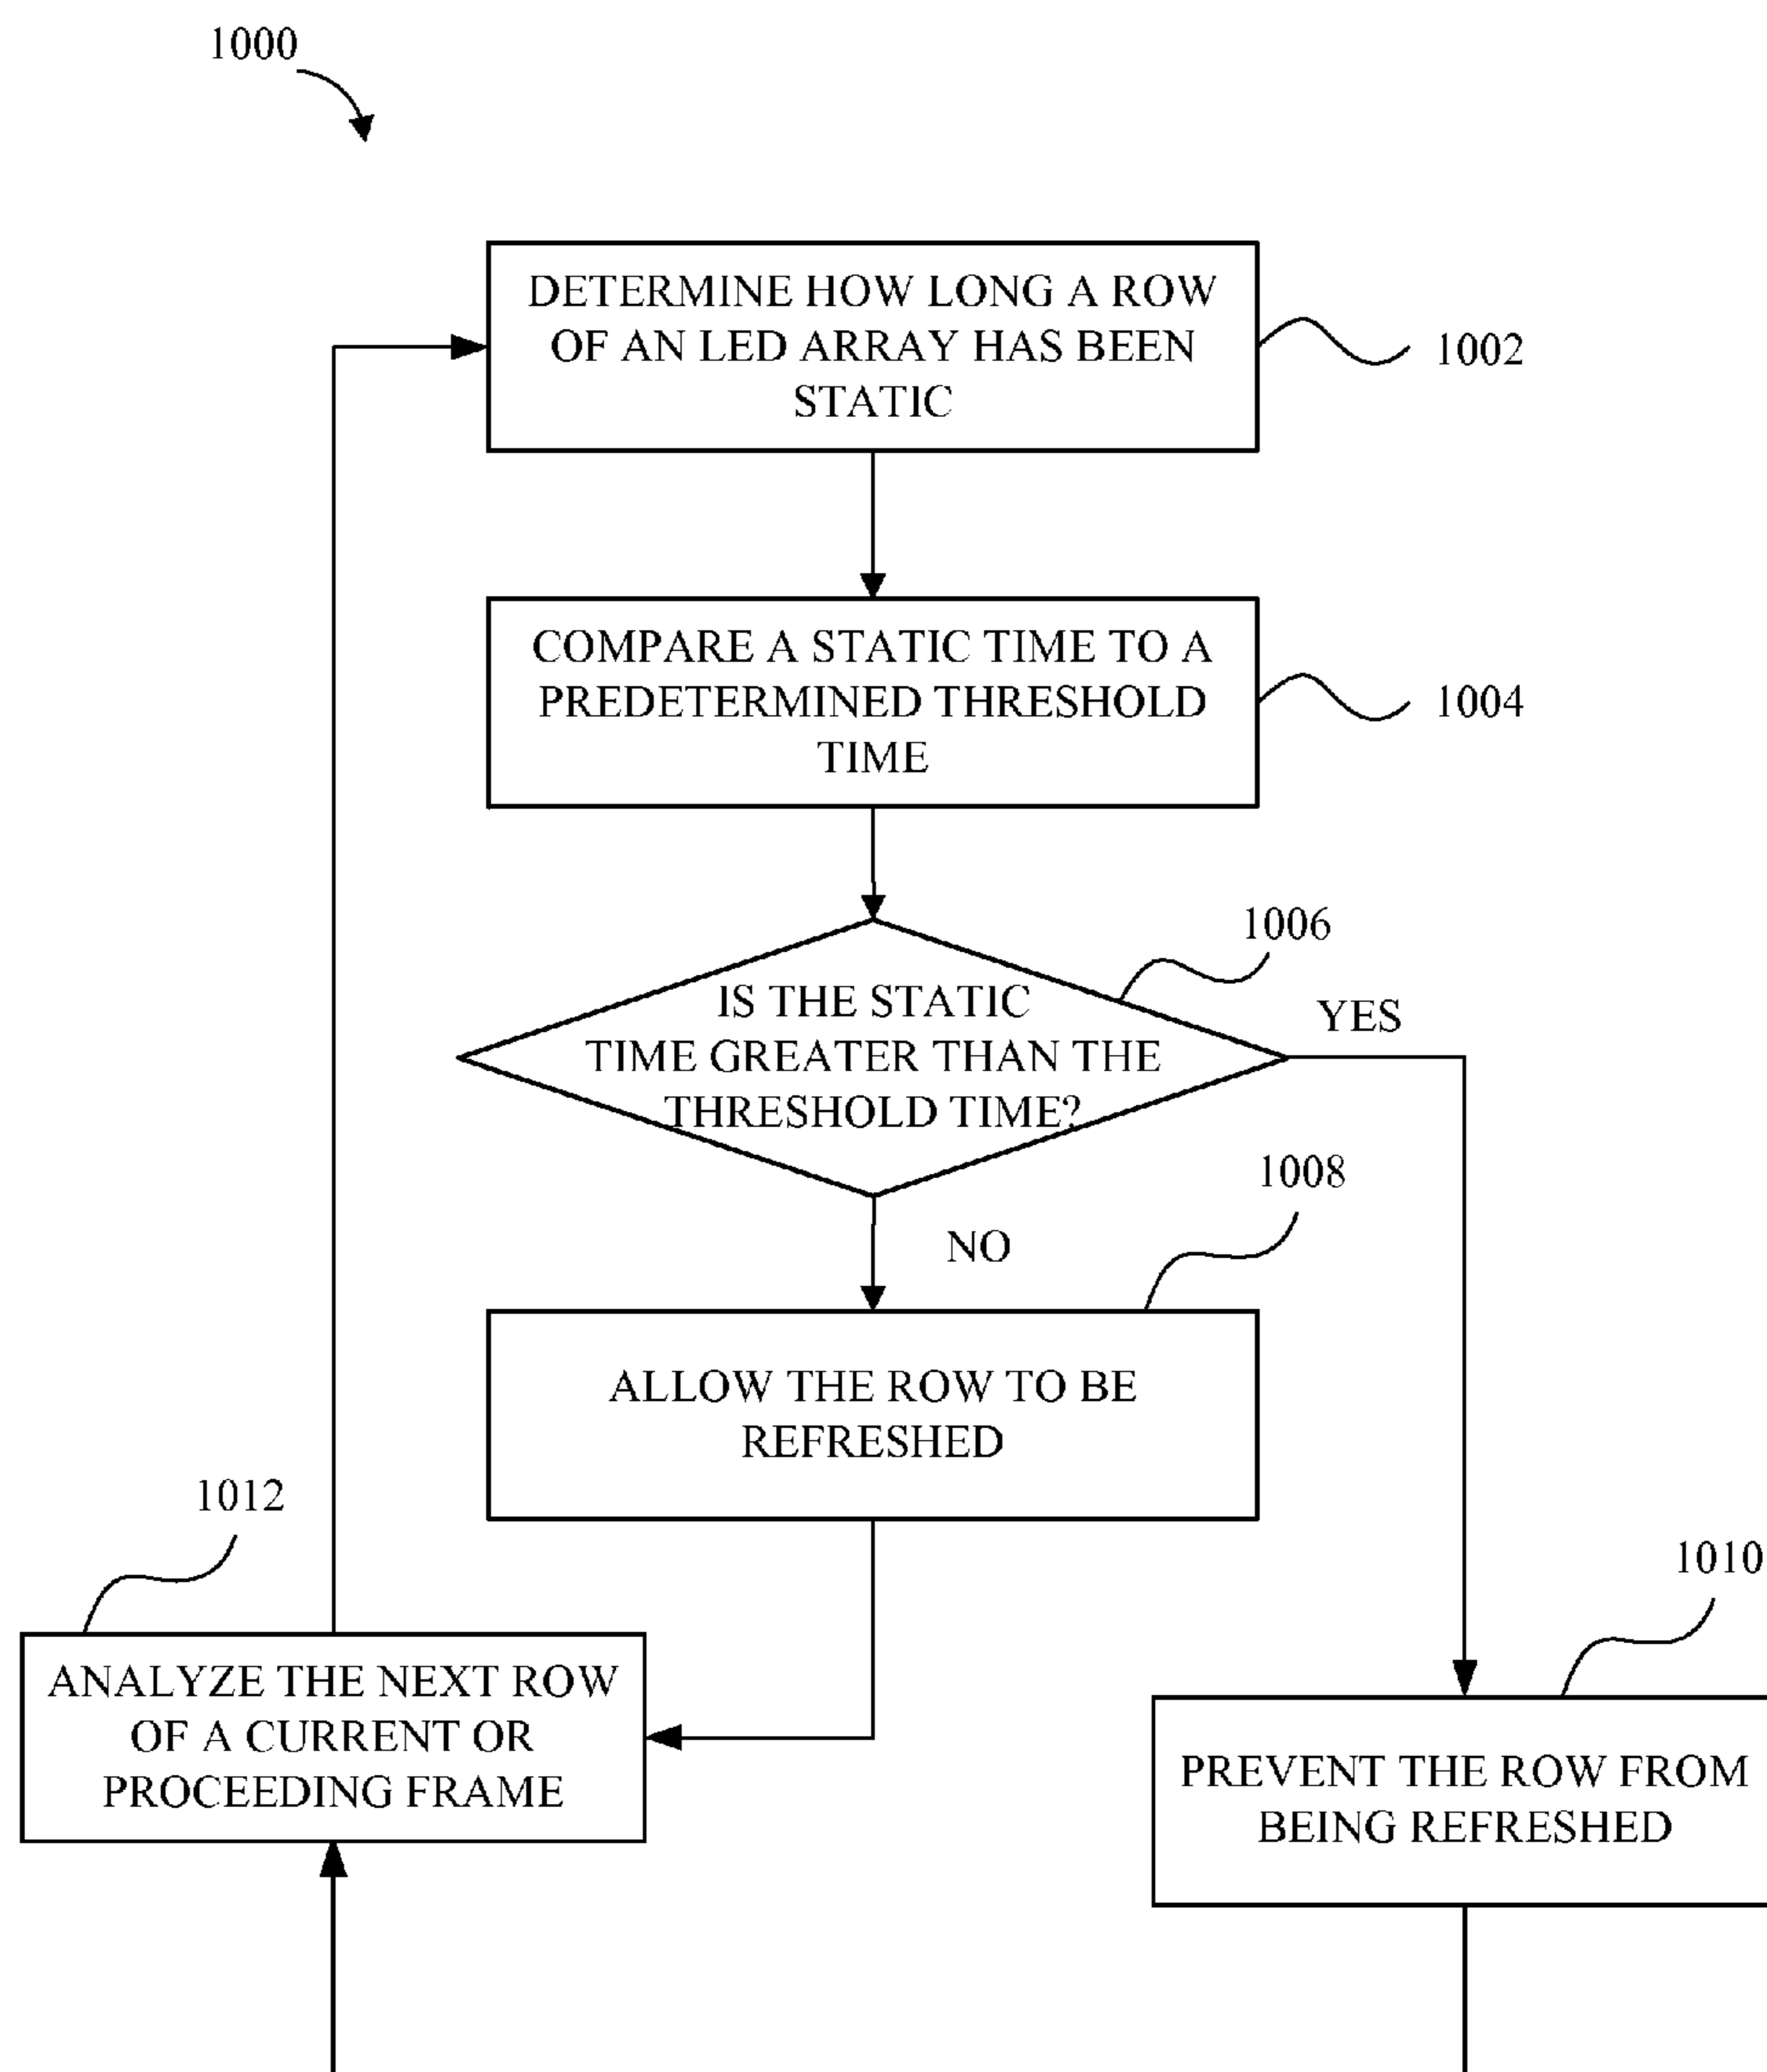 1000
DETERMINE HOW LONG A ROW
OF AN LED ARRAY HAS BEEN
STATIC
1002
COMPARE A STATIC TIME TO A
PREDETERMINED THRESHOLD
TIME
1004
1006
IS THE STATIC
TIME GREATER THAN THE
THRESHOLD TIME?
YES
NO
1008
ALLOW THE ROW TO BE
REFRESHED
1012
ANALYZE THE NEXT ROW
OF A CURRENT OR
PROCEEDING FRAME
1010
PREVENT THE ROW FROM
BEING REFRESHED